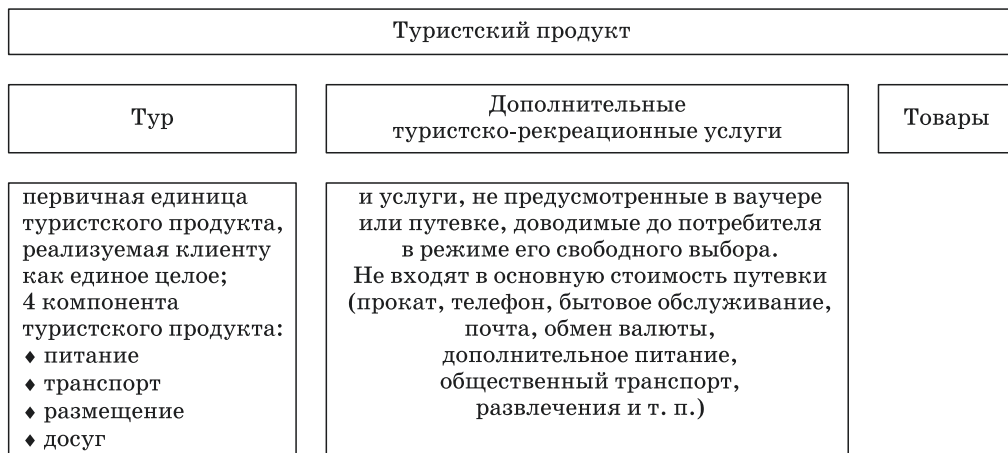 Туристский продукт
Тур
Дополнительные
туристско-рекреационные услуги
Товары
первичная единица
туристского продукта,
реализуемая клиенту
как единое целое;
4 компонента
туристского продукта:
♦ питание
♦ транспорт
♦ размещение
♦ досуг
и услуги, не предусмотренные в ваучере
или путевке, доводимые до потребителя
в режиме его свободного выбора.
Не входят в основную стоимость путевки
(прокат, телефон, бытовое обслуживание,
почта, обмен валюты,
дополнительное питание,
общественный транспорт,
развлечения и т. п.)